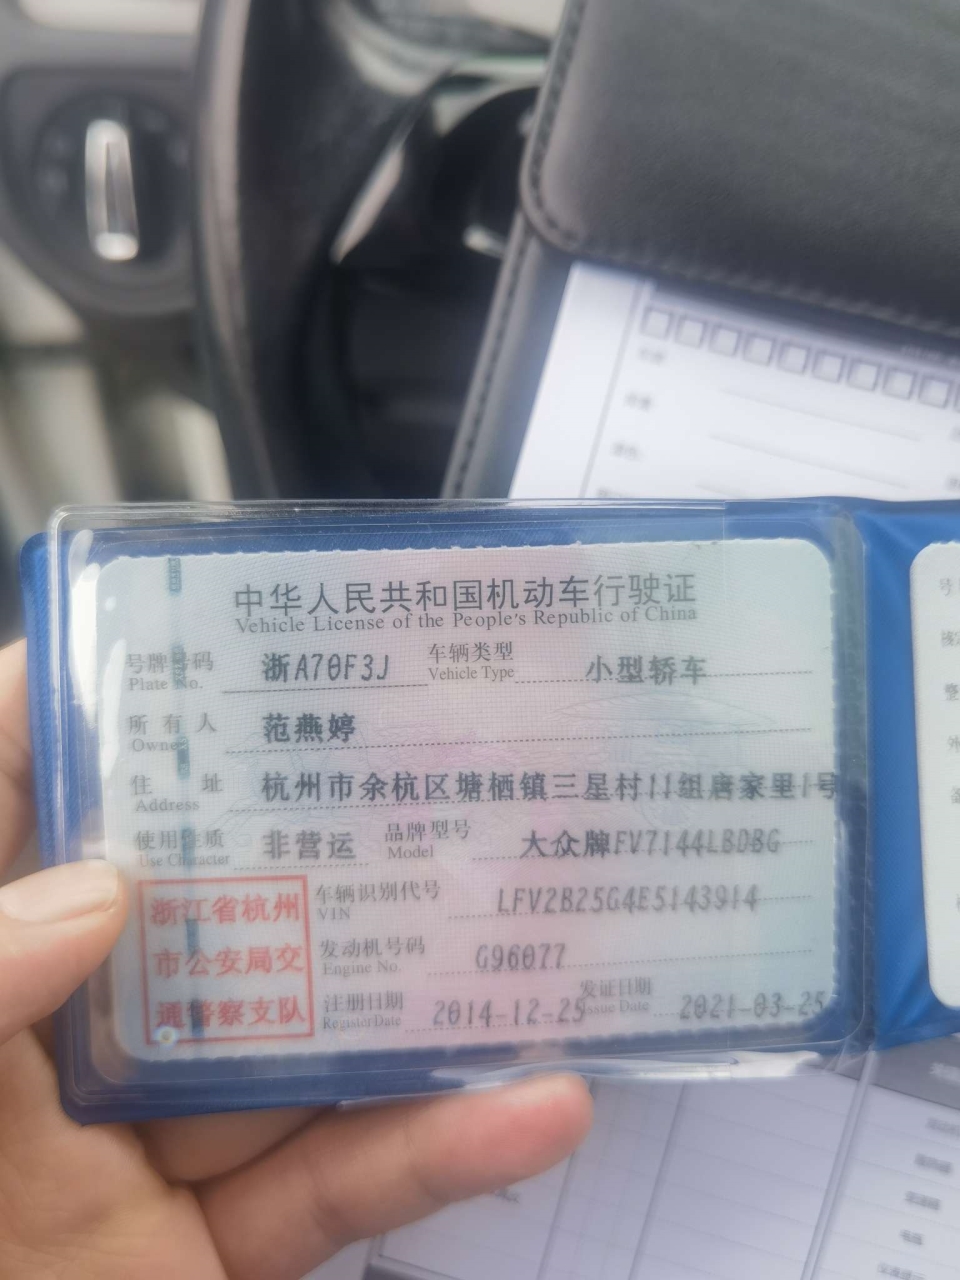 中华人民共和国机动车行驶证
Vehicle License of the People's Republic of China
号牌号码 浙A70F3J 车辆类型 小型轿车
Plate No. Vehicle Type
所有人 范燕婷
Owner
住址 杭州市余杭区塘栖镇三星村11组唐家里1号
Address
使用性质 非营运 品牌型号 大众牌FV7144LBDBG
Use Character Model
浙江省杭州
市公安局交
通警察支队
车辆识别代号 LFV2B25G4E5143914
VIN
发动机号码 G96077
Engine No.
注册日期 2014-12-25 发证日期 2021-03-25
Register Date Issue Date